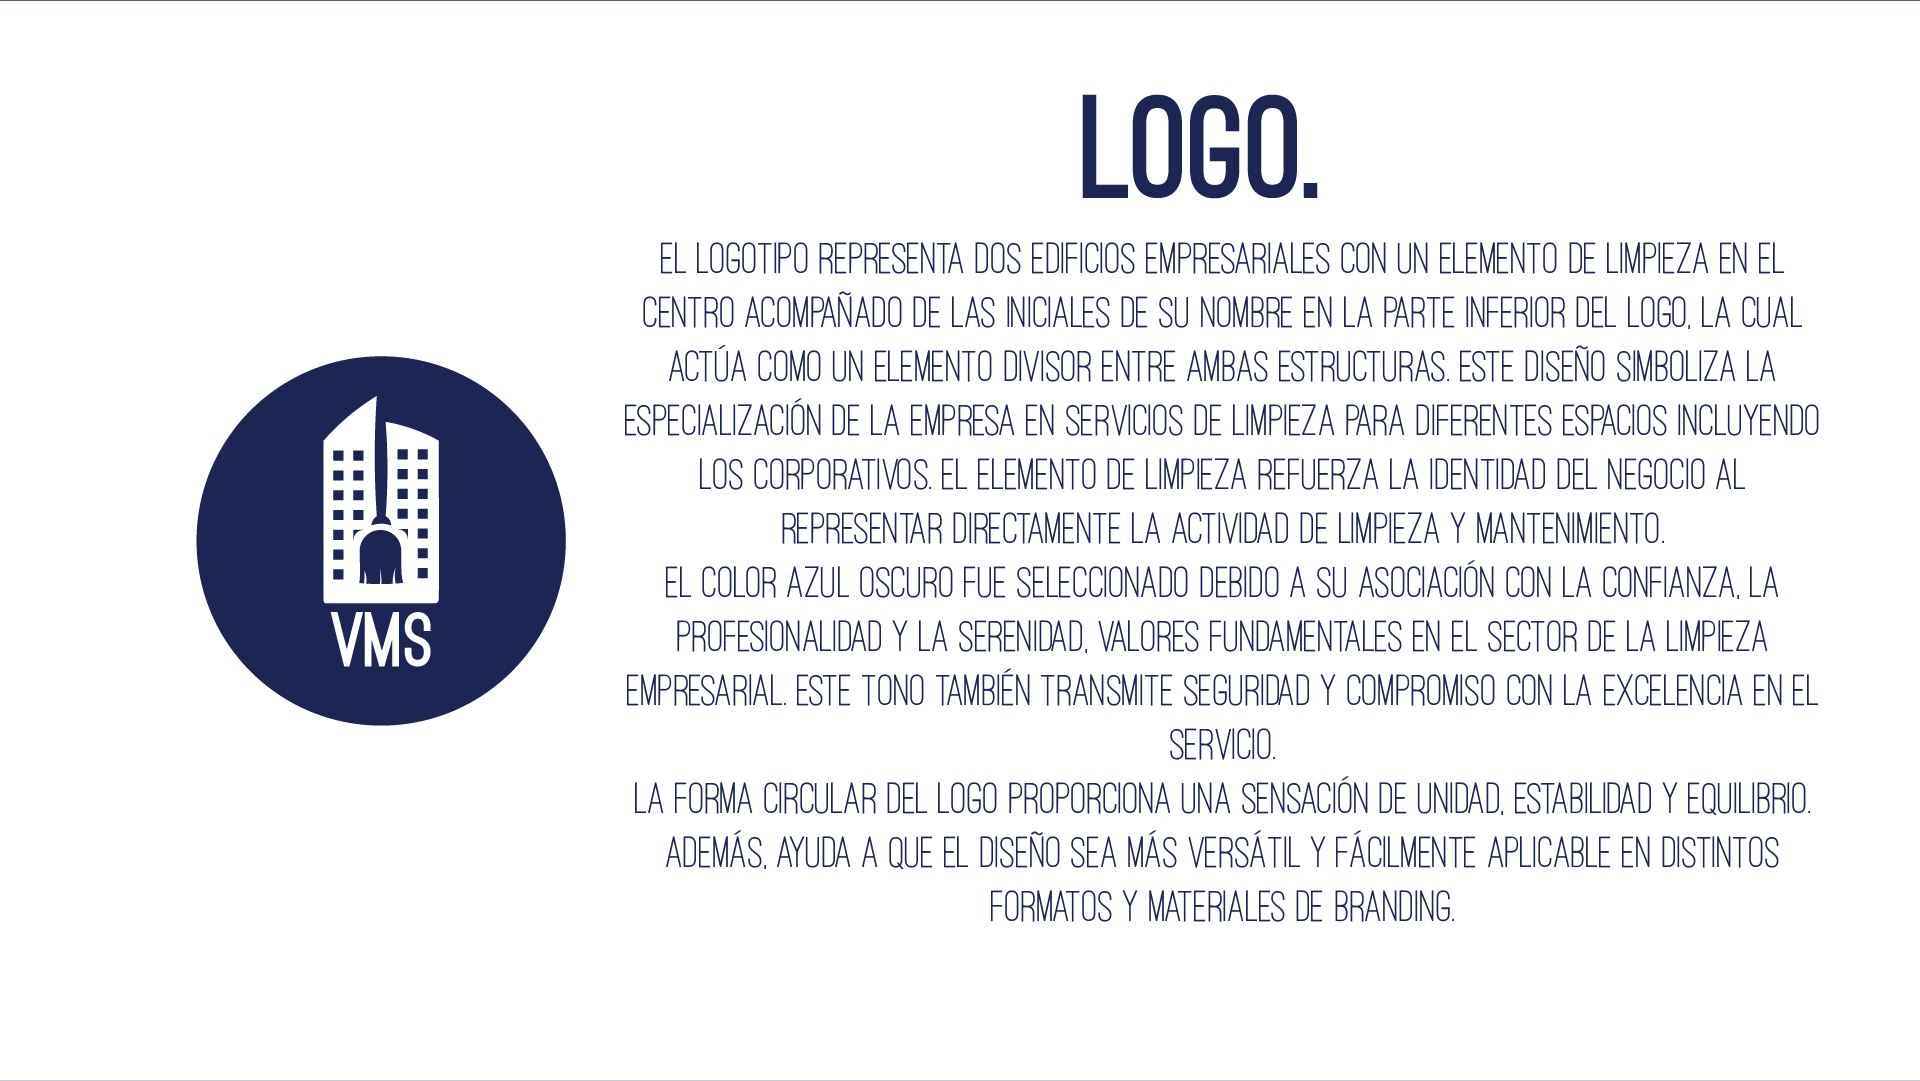 LOGO.
EL LOGOTIPO REPRESENTA DOS EDIFICIOS EMPRESARIALES CON UN ELEMENTO DE LIMPIEZA EN EL
CENTRO ACOMPAÑADO DE LAS INICIALES DE SU NOMBRE EN LA PARTE INFERIOR DEL LOGO, LA CUAL
ACTÚA COMO UN ELEMENTO DIVISOR ENTRE AMBAS ESTRUCTURAS. ESTE DISEÑO SIMBOLIZA LA
ESPECIALIZACIÓN DE LA EMPRESA EN SERVICIOS DE LIMPIEZA PARA DIFERENTES ESPACIOS INCLUYENDO
LOS CORPORATIVOS. EL ELEMENTO DE LIMPIEZA REFUERZA LA IDENTIDAD DEL NEGOCIO AL
REPRESENTAR DIRECTAMENTE LA ACTIVIDAD DE LIMPIEZA Y MANTENIMIENTO.
EL COLOR AZUL OSCURO FUE SELECCIONADO DEBIDO A SU ASOCIACIÓN CON LA CONFIANZA, LA
PROFESIONALIDAD Y LA SERENIDAD, VALORES FUNDAMENTALES EN EL SECTOR DE LA LIMPIEZA
EMPRESARIAL. ESTE TONO TAMBIÉN TRANSMITE SEGURIDAD Y COMPROMISO CON LA EXCELENCIA EN EL
SERVICIO.
LA FORMA CIRCULAR DEL LOGO PROPORCIONA UNA SENSACIÓN DE UNIDAD, ESTABILIDAD Y EQUILIBRIO.
ADEMÁS, AYUDA A QUE EL DISEÑO SEA MÁS VERSÁTIL Y FÁCILMENTE APLICABLE EN DISTINTOS
FORMATOS Y MATERIALES DE BRANDING.
VMS